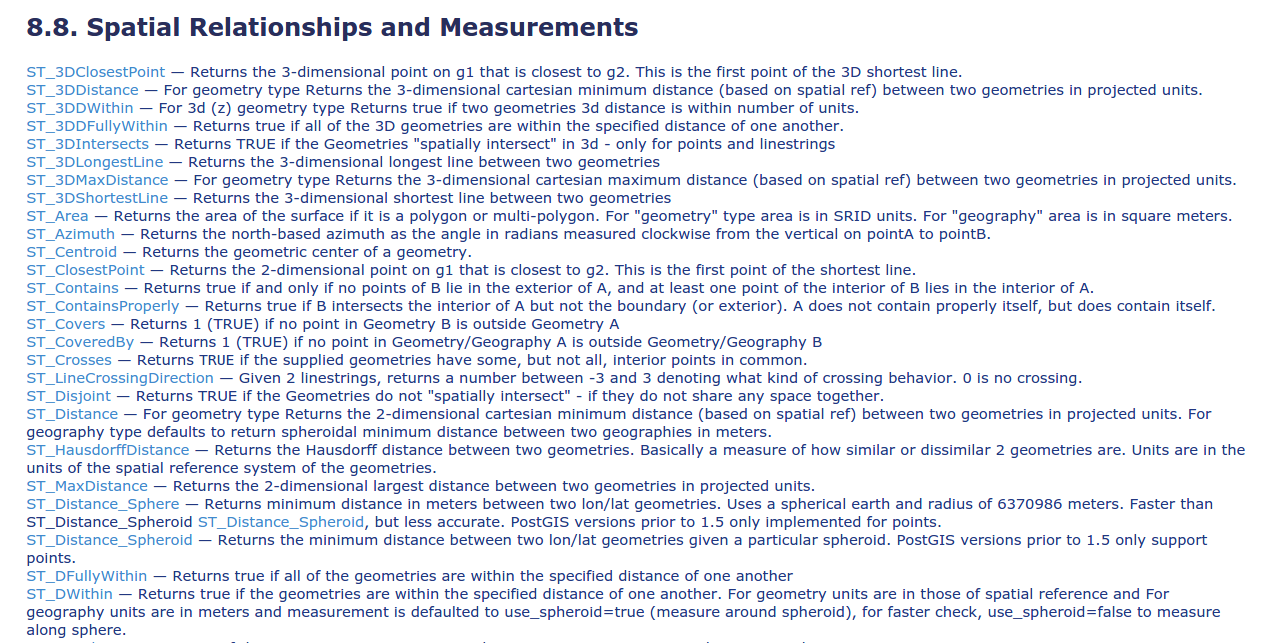 8.8. Spatial Relationships and Measurements
ST_3DClosestPoint — Returns the 3-dimensional point on g1 that is closest to g2. This is the first point of the 3D shortest line.
ST_3DDistance — For geometry type Returns the 3-dimensional cartesian minimum distance (based on spatial ref) between two geometries in projected units.
ST_3DDWithin — For 3d (z) geometry type Returns true if two geometries 3d distance is within number of units.
ST_3DDFullyWithin — Returns true if all of the 3D geometries are within the specified distance of one another.
ST_3DIntersects — Returns TRUE if the Geometries "spatially intersect" in 3d - only for points and linestrings
ST_3DLongestLine — Returns the 3-dimensional longest line between two geometries
ST_3DMaxDistance — For geometry type Returns the 3-dimensional cartesian maximum distance (based on spatial ref) between two geometries in projected units.
ST_3DShortestLine — Returns the 3-dimensional shortest line between two geometries
ST_Area — Returns the area of the surface if it is a polygon or multi-polygon. For "geometry" type area is in SRID units. For "geography" area is in square meters.
ST_Azimuth — Returns the north-based azimuth as the angle in radians measured clockwise from the vertical on pointA to pointB.
ST_Centroid — Returns the geometric center of a geometry.
ST_ClosestPoint — Returns the 2-dimensional point on g1 that is closest to g2. This is the first point of the shortest line.
ST_Contains — Returns true if and only if no points of B lie in the exterior of A, and at least one point of the interior of B lies in the interior of A.
ST_ContainsProperly — Returns true if B intersects the interior of A but not the boundary (or exterior). A does not contain properly itself, but does contain itself.
ST_Covers — Returns 1 (TRUE) if no point in Geometry B is outside Geometry A
ST_CoveredBy — Returns 1 (TRUE) if no point in Geometry/Geography A is outside Geometry/Geography B
ST_Crosses — Returns TRUE if the supplied geometries have some, but not all, interior points in common.
ST_LineCrossingDirection — Given 2 linestrings, returns a number between -3 and 3 denoting what kind of crossing behavior. 0 is no crossing.
ST_Disjoint — Returns TRUE if the Geometries do not "spatially intersect" - if they do not share any space together.
ST_Distance — For geometry type Returns the 2-dimensional cartesian minimum distance (based on spatial ref) between two geometries in projected units. For
geography type defaults to return spheroidal minimum distance between two geographies in meters.
ST_HausdorffDistance — Returns the Hausdorff distance between two geometries. Basically a measure of how similar or dissimilar 2 geometries are. Units are in the
units of the spatial reference system of the geometries.
ST_MaxDistance — Returns the 2-dimensional largest distance between two geometries in projected units.
ST_Distance_Sphere — Returns minimum distance in meters between two lon/lat geometries. Uses a spherical earth and radius of 6370986 meters. Faster than
ST_Distance_Spheroid ST_Distance_Spheroid, but less accurate. PostGIS versions prior to 1.5 only implemented for points.
ST_Distance_Spheroid — Returns the minimum distance between two lon/lat geometries given a particular spheroid. PostGIS versions prior to 1.5 only support
points.
ST_DFullyWithin — Returns true if all of the geometries are within the specified distance of one another
ST_DWithin — Returns true if the geometries are within the specified distance of one another. For geometry units are in those of spatial reference and For
geography units are in meters and measurement is defaulted to use_spheroid=true (measure around spheroid), for faster check, use_spheroid=false to measure
along sphere.